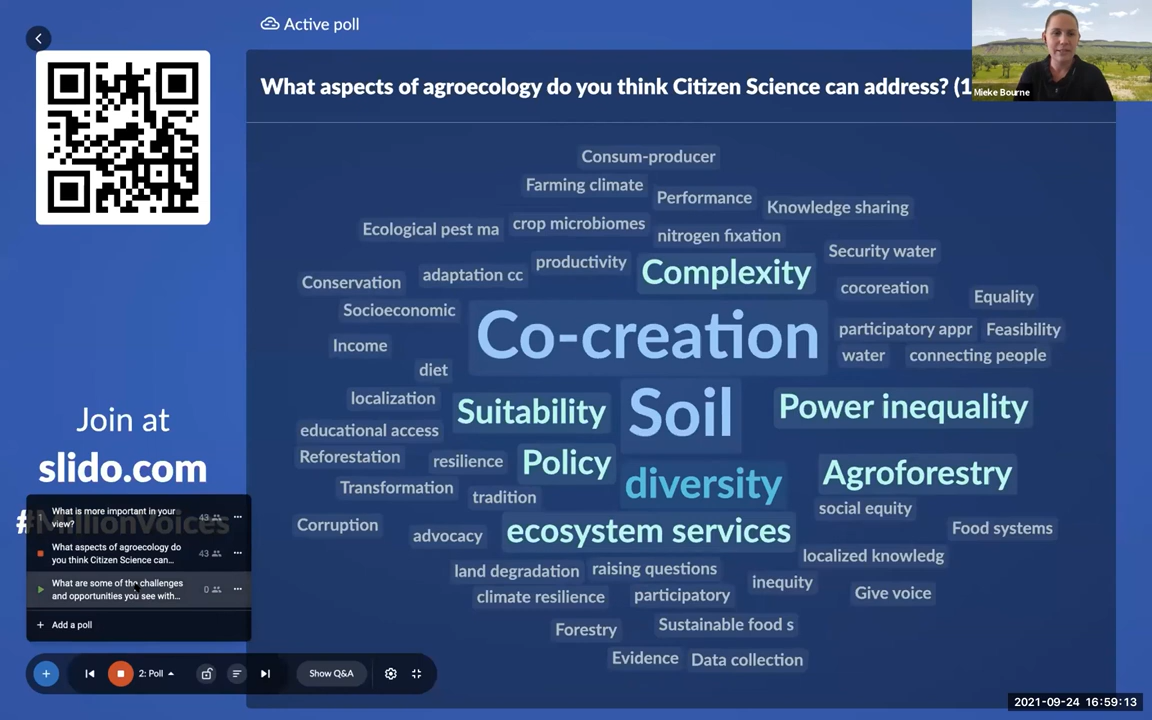 Active poll
What aspects of agroecology do you think Citizen Science can address? (1
Mieke Bourne
Consum-producer
Farming climate
Performance
Knowledge sharing
Ecological pest ma
crop microbiomes
nitrogen fixation
Security water
Conservation
adaptation cc
productivity
Complexity
cocoreation
Equality
Socioeconomic
Co-creation
participatory appr
Feasibility
Income
water
connecting people
diet
localization
Suitability
Soil
Power inequality
educational access
Reforestation
resilience
Policy
diversity
Agroforestry
Transformation
tradition
social equity
Corruption
advocacy
ecosystem services
Food systems
localized knowledg
land degradation
raising questions
inequity
climate resilience
participatory
Give voice
Forestry
Sustainable food s
Evidence
Data collection
Join at
slido.com
#MillionVoices
What is more important in your
view?
43
What aspects of agroecology do
you think Citizen Science can...
43
What are some of the challenges
and opportunities you see with...
0
+ Add a poll
2: Poll
Show Q&A
2021-09-24 16:59:13